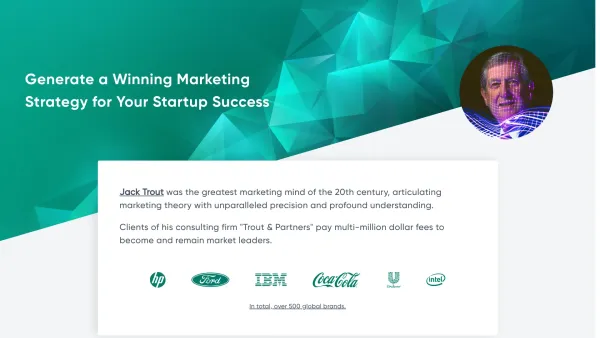 Generate a Winning Marketing
Strategy for Your Startup Success
Jack Trout was the greatest marketing mind of the 20th century, articulating
marketing theory with unparalleled precision and profound understanding.
Clients of his consulting firm "Trout & Partners" pay multi-million dollar fees to
become and remain market leaders.
hp Ford IBM Coca-Cola Unilever intel
In total, over 500 global brands.